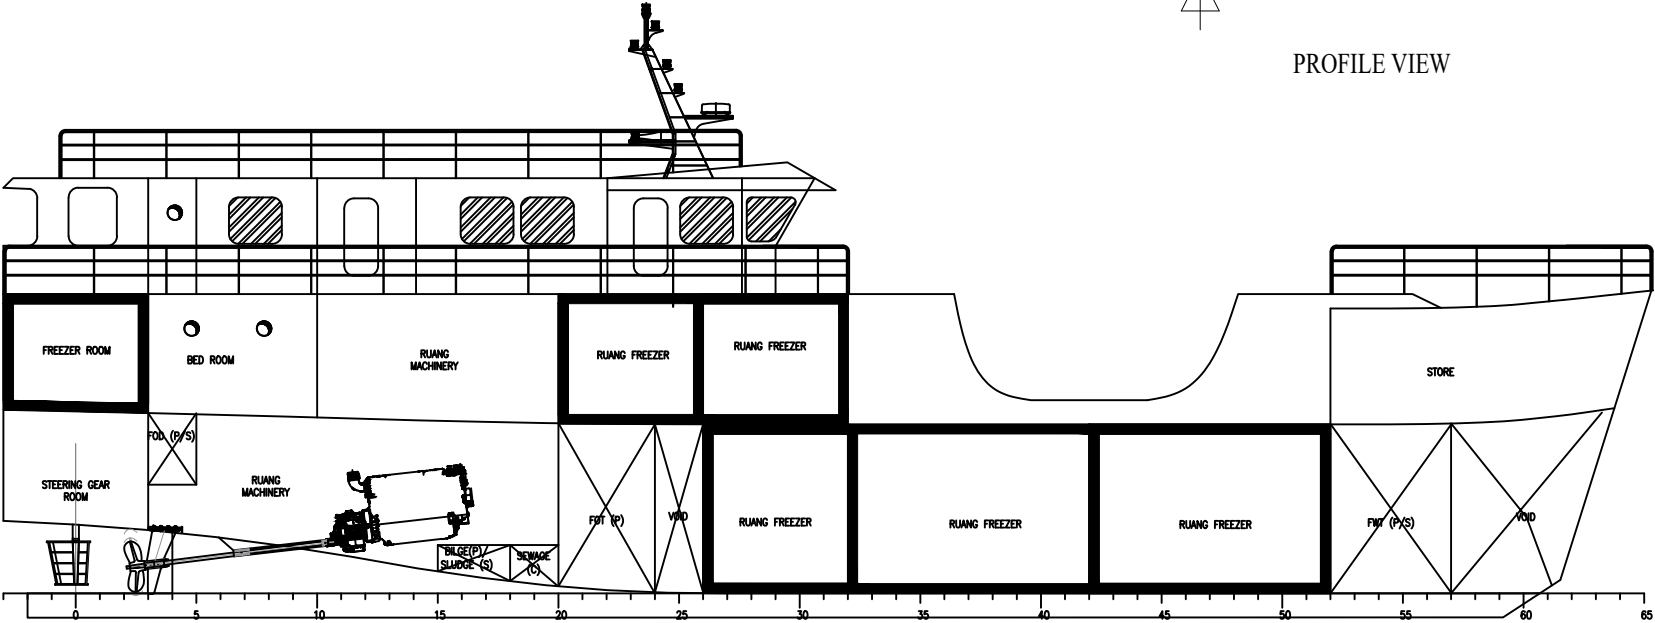 PROFILE VIEW
FREEZER ROOM
BED ROOM
RUANG
MACHINERY
RUANG FREEZER
RUANG FREEZER
STORE
FOD (P/S)
STEERING GEAR
ROOM
RUANG
MACHINERY
FOT (P)
VOID
RUANG FREEZER
RUANG FREEZER
RUANG FREEZER
FWT (P/S)
VOID
BILGE(P)/
SLUDGE (S)
SEWAGE
(C)
0 5 10 15 20 25 30 35 40 45 50 55 60 65